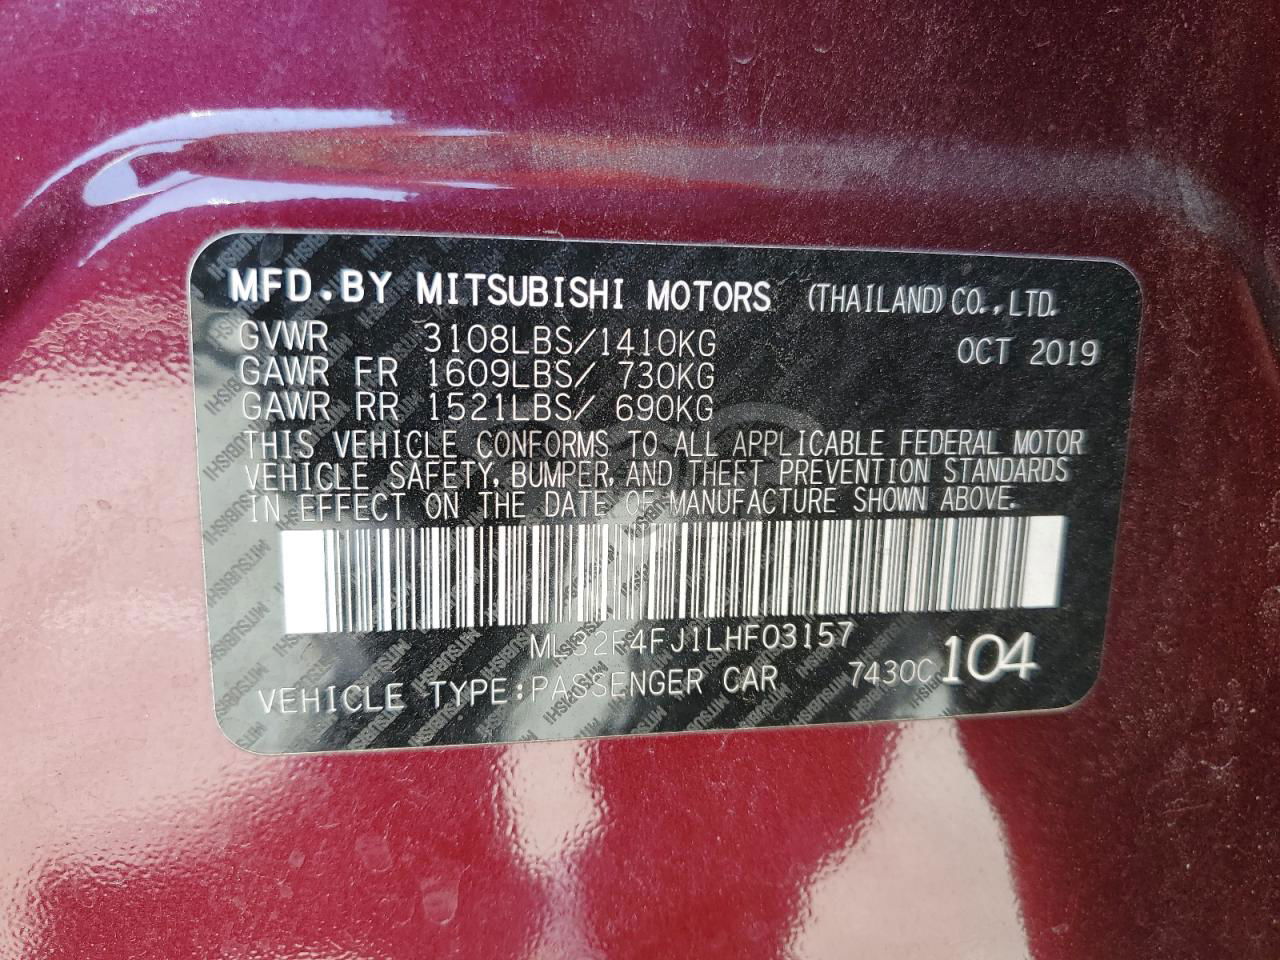 MFD.BY MITSUBISHI MOTORS (THAILAND) CO.,LTD.
GVWR 3108LBS/1410KG OCT 2019
GAWR FR 1609LBS/ 730KG
GAWR RR 1521LBS/ 690KG
THIS VEHICLE CONFORMS TO ALL APPLICABLE FEDERAL MOTOR
VEHICLE SAFETY, BUMPER, AND THEFT PREVENTION STANDARDS
IN EFFECT ON THE DATE OF MANUFACTURE SHOWN ABOVE.
ML32F4FJ1LHF03157
VEHICLE TYPE:PASSENGER CAR 7430C 104